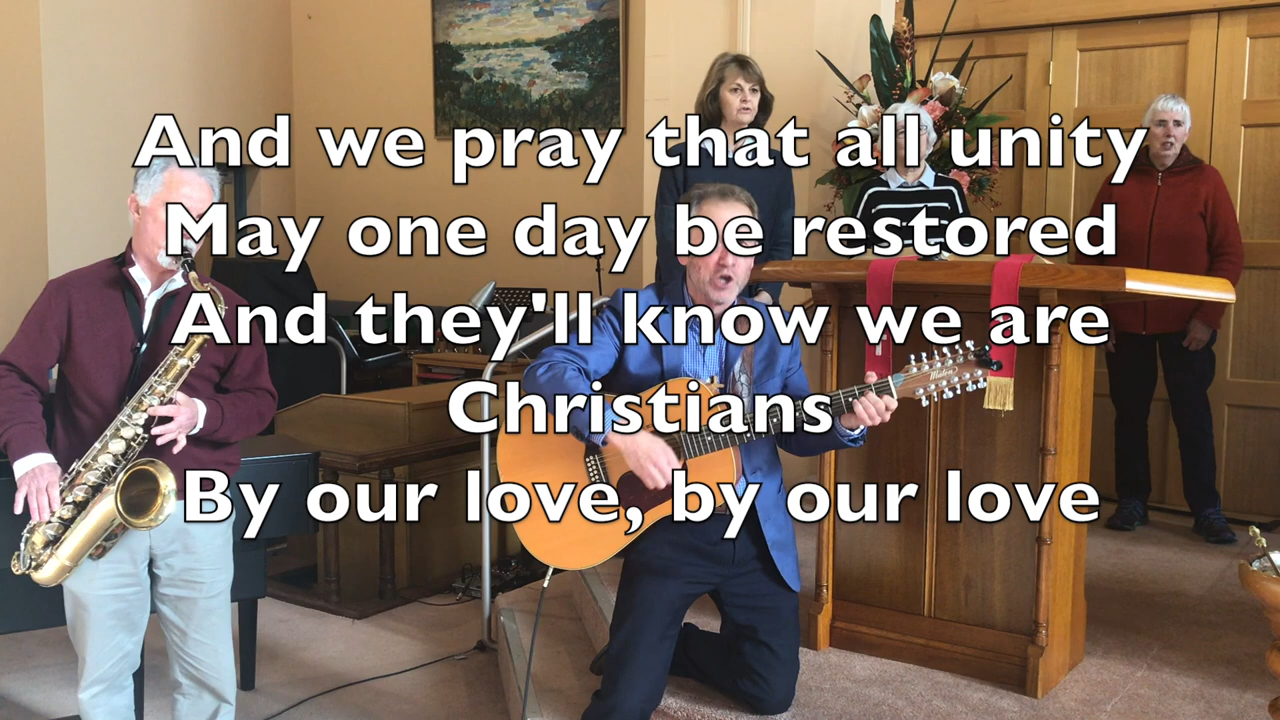 And we pray that all unity
May one day be restored
And they'll know we are
Christians
By our love, by our love
Maton